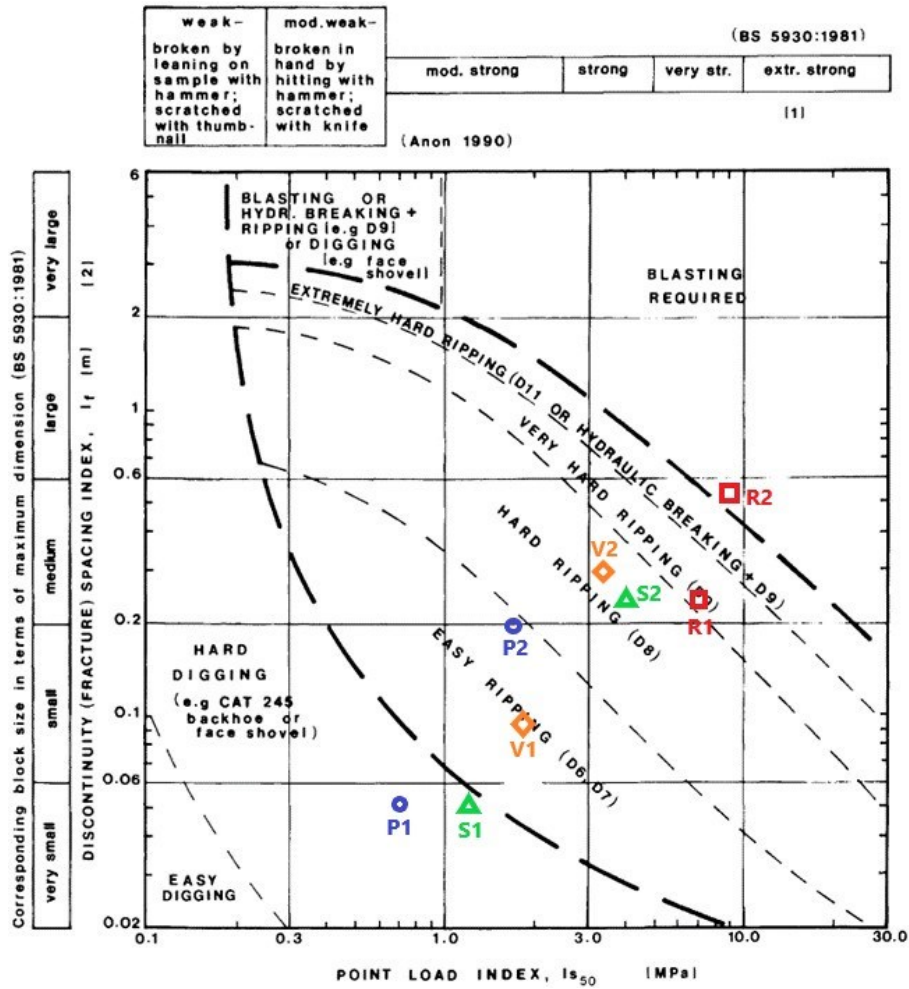 weak-
broken by
leaning on
sample with
hammer;
scratched
with thumb-
nail
mod.weak-
broken in
hand by
hitting with
hammer;
scratched
with knife
(BS 5930:1981)
mod. strong
strong
very str.
extr. strong
[1]
(Anon 1990)
Corresponding block size in terms of maximum dimension (BS 5930:1981)
very large
large
medium
small
very small
DISCONTINUITY (FRACTURE) SPACING INDEX, If [m] [2]
6
2
1
0.6
0.2
0.1
0.06
0.02
BLASTING OR
HYDR. BREAKING +
RIPPING [e.g D9]
or DIGGING
[e.g face
shovel]
BLASTING
REQUIRED
EXTREMELY HARD RIPPING (D11 OR HYDRAULIC BREAKING + D9)
VERY HARD RIPPING (D9)
HARD RIPPING (D8)
EASY RIPPING (D6, D7)
HARD
DIGGING
(e.g CAT 245
backhoe or
face shovel)
EASY
DIGGING
R2
V2
S2
R1
P2
V1
P1
S1
0.1
0.3
1.0
3.0
10.0
30.0
POINT LOAD INDEX, Is50 [MPa]